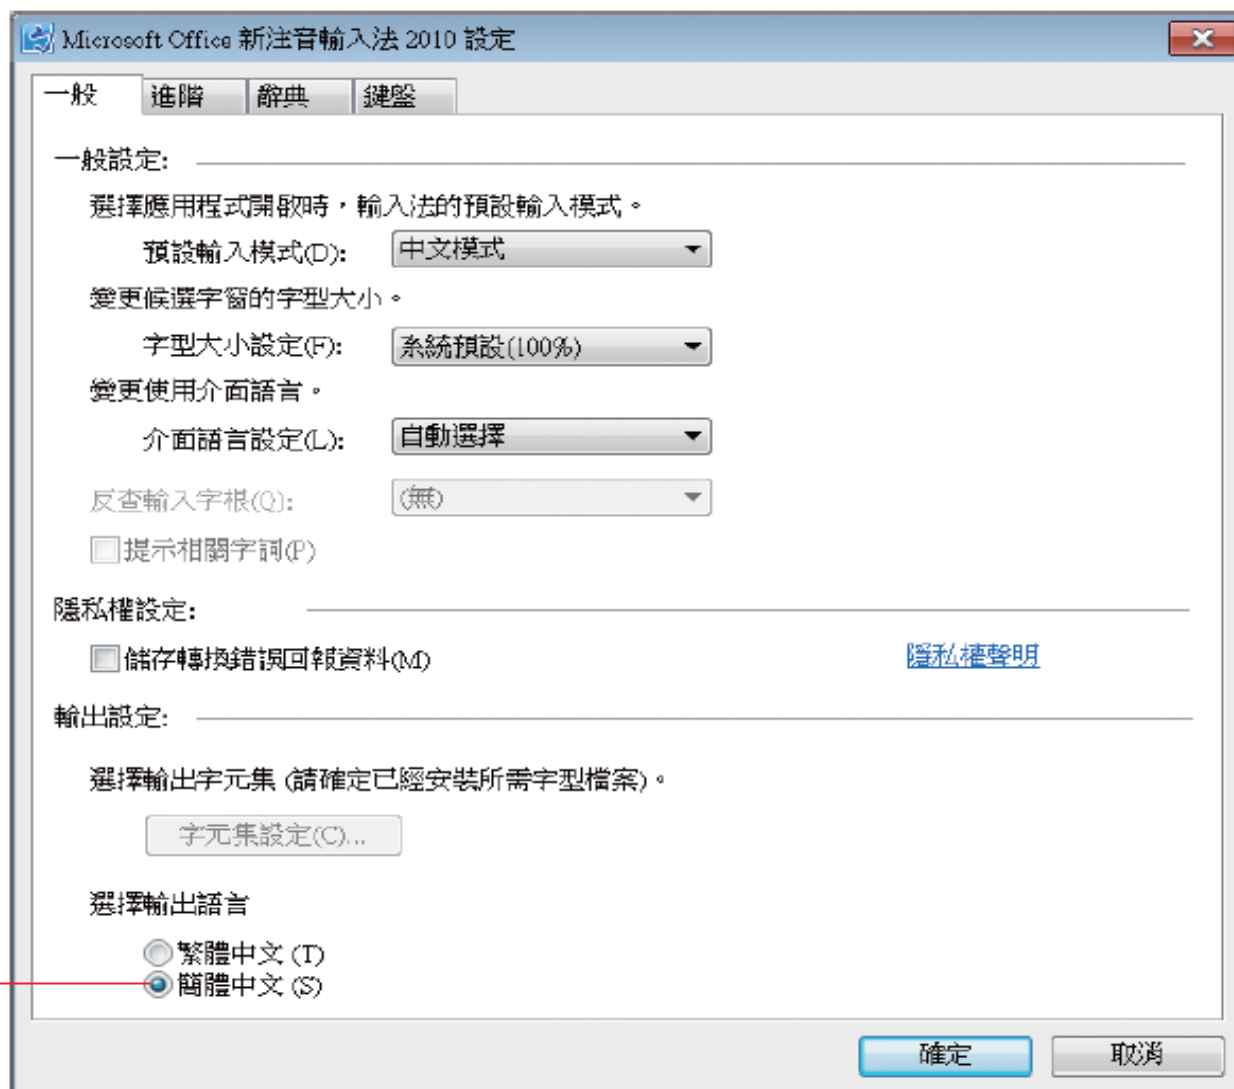 Microsoft Office 新注音輸入法 2010 設定
一般 進階 辭典 鍵盤
一般設定:
選擇應用程式開啟時，輸入法的預設輸入模式。
預設輸入模式(D): 中文模式
變更候選字窗的字型大小。
字型大小設定(F): 系統預設(100%)
變更使用介面語言。
介面語言設定(L): 自動選擇
反查輸入字根(Q): (無)
提示相關字詞(P)
隱私權設定:
儲存轉換錯誤回報資料(M) 隱私權聲明
輸出設定:
選擇輸出字元集 (請確定已經安裝所需字型檔案)。
字元集設定(C)...
選擇輸出語言
繁體中文 (T)
簡體中文 (S)
確定 取消